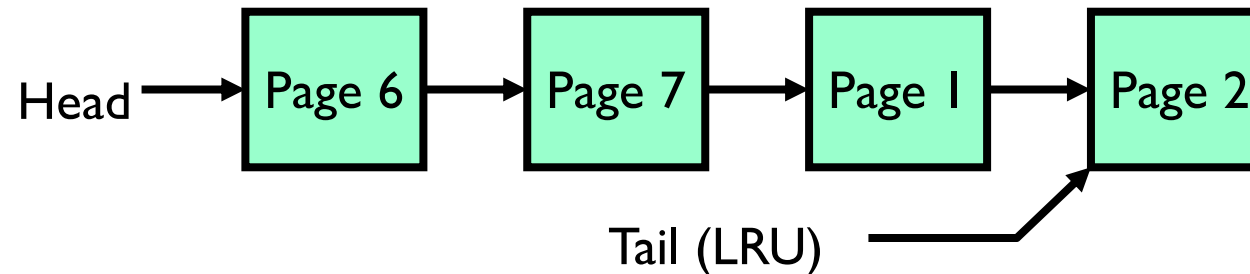 Head
Page 6
Page 7
Page 1
Page 2
Tail (LRU)